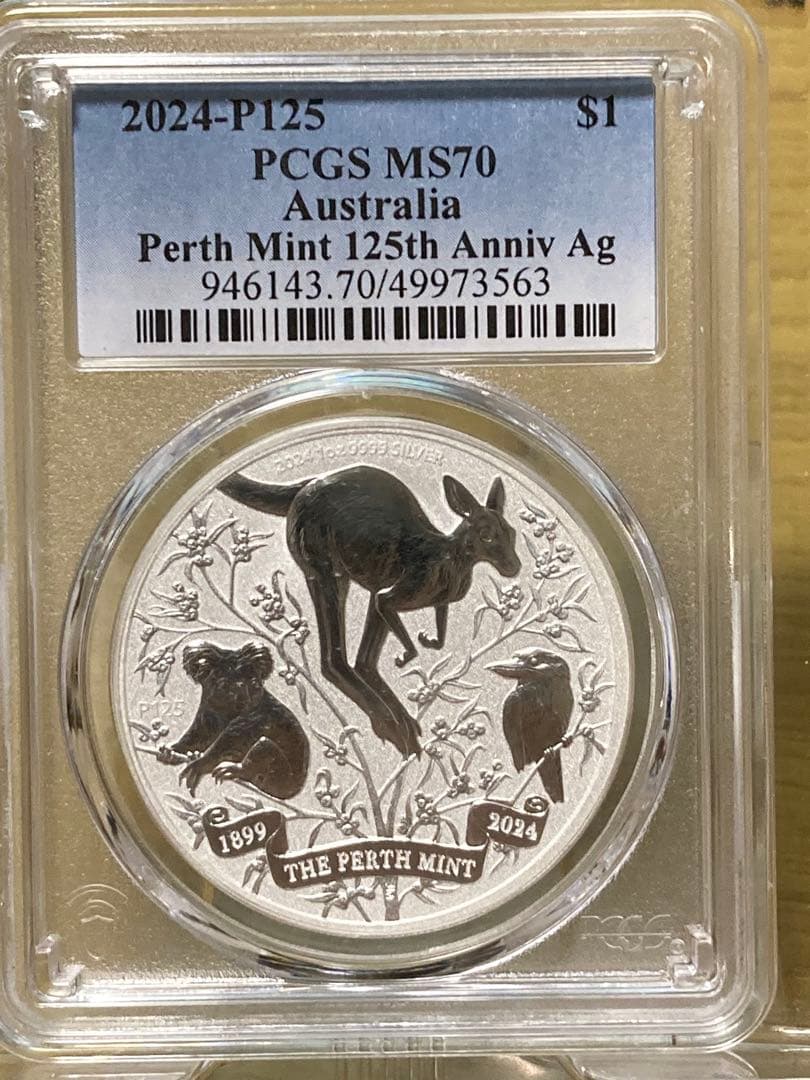 2024-P125 $1
PCGS MS70
Australia
Perth Mint 125th Anniv Ag
946143.70/49973563
2024 1oz 9999 SILVER
P125
1899 2024
THE PERTH MINT
PCGS